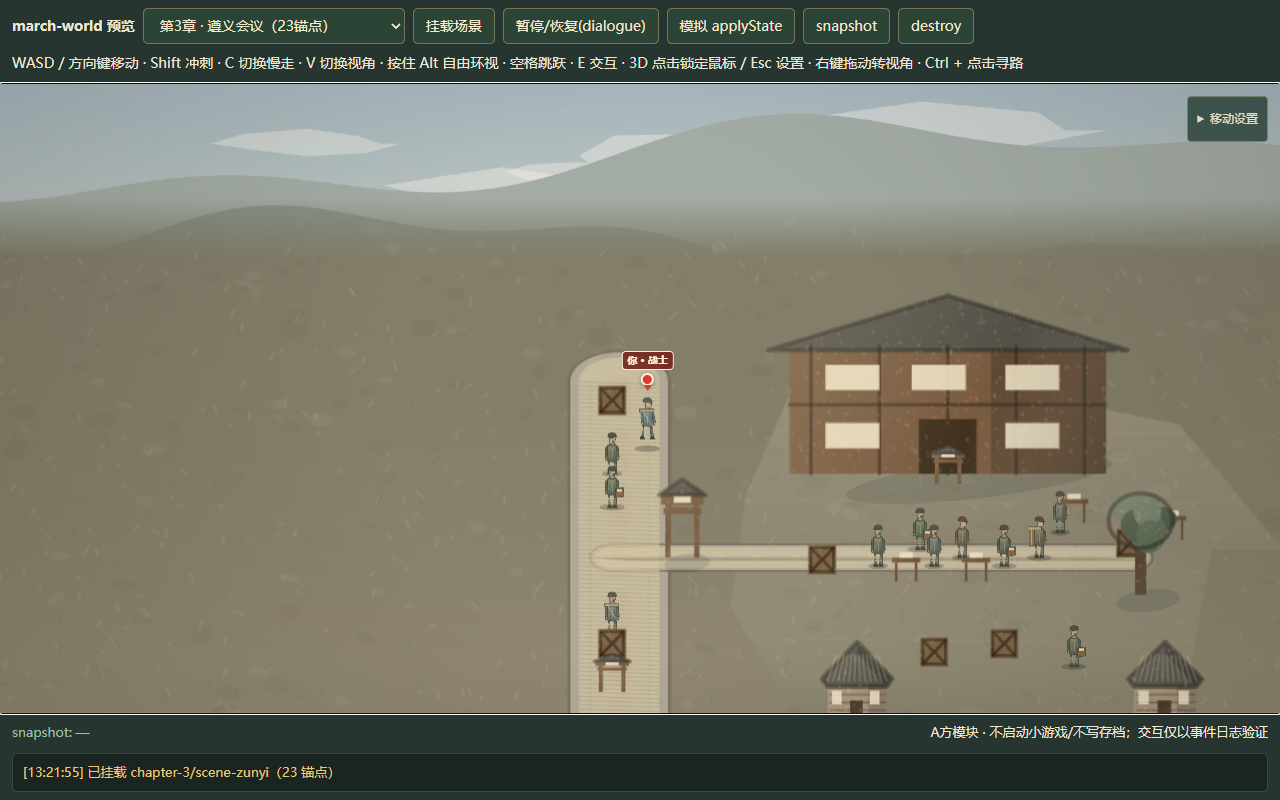 march-world 预览
第3章 · 遵义会议（23锚点）
挂载场景
暂停/恢复(dialogue)
模拟 applyState
snapshot
destroy
WASD / 方向键移动 · Shift 冲刺 · C 切换慢走 · V 切换视角 · 按住 Alt 自由环视 · 空格跳跃 · E 交互 · 3D 点击锁定鼠标 / Esc 设置 · 右键拖动转视角 · Ctrl + 点击寻路
▸ 移动设置
你 · 战士
snapshot: —
A方模块 · 不启动小游戏/不写存档；交互仅以事件日志验证
[13:21:55] 已挂载 chapter-3/scene-zunyi（23 锚点）